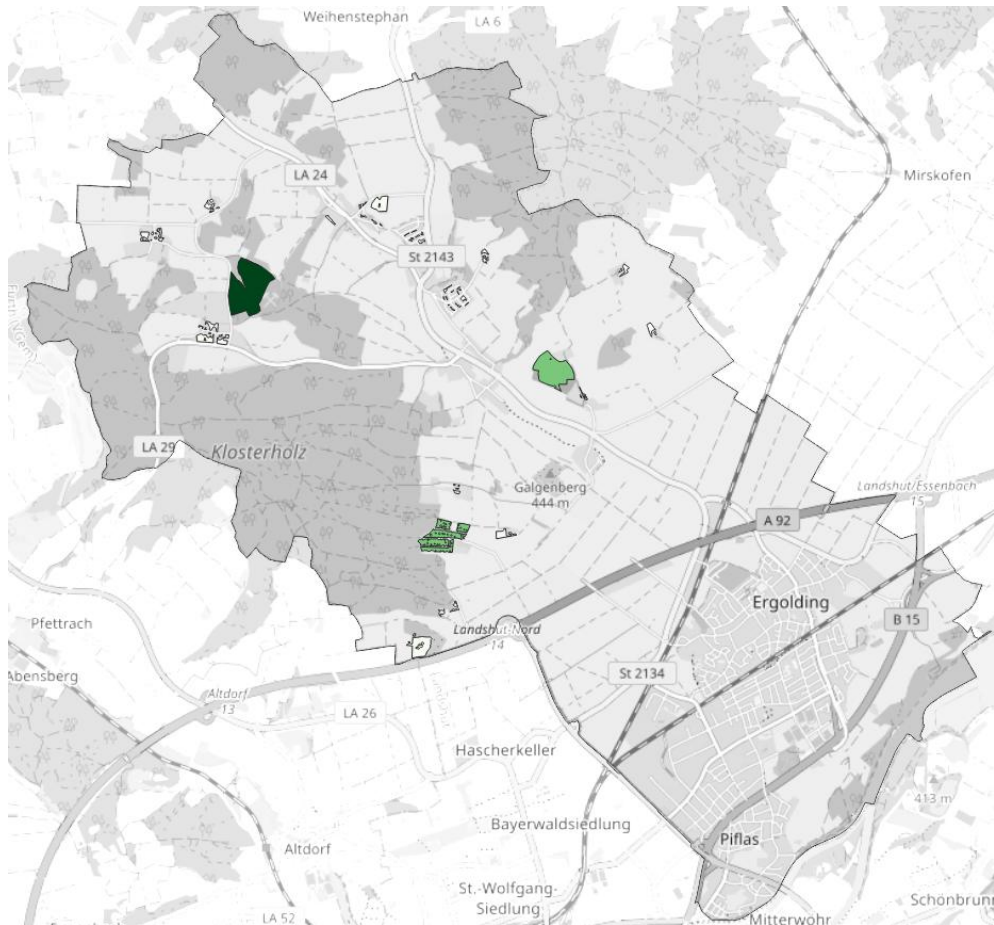 Weihenstephan
LA 6
Mirskofen
LA 24
St 2143
LA 29
Klosterholz
Galgenberg
444 m
Landshut/Essenbach
15
A 92
Ergolding
B 15
Pfettrach
Landshut-Nord
14
St 2134
Abensberg
Altdorf
13
LA 26
Hascherkeller
413 m
Bayerwaldsiedlung
Altdorf
Piflas
St.-Wolfgang-
Siedlung
Schönbrunn
LA 52
Mitterwöhr